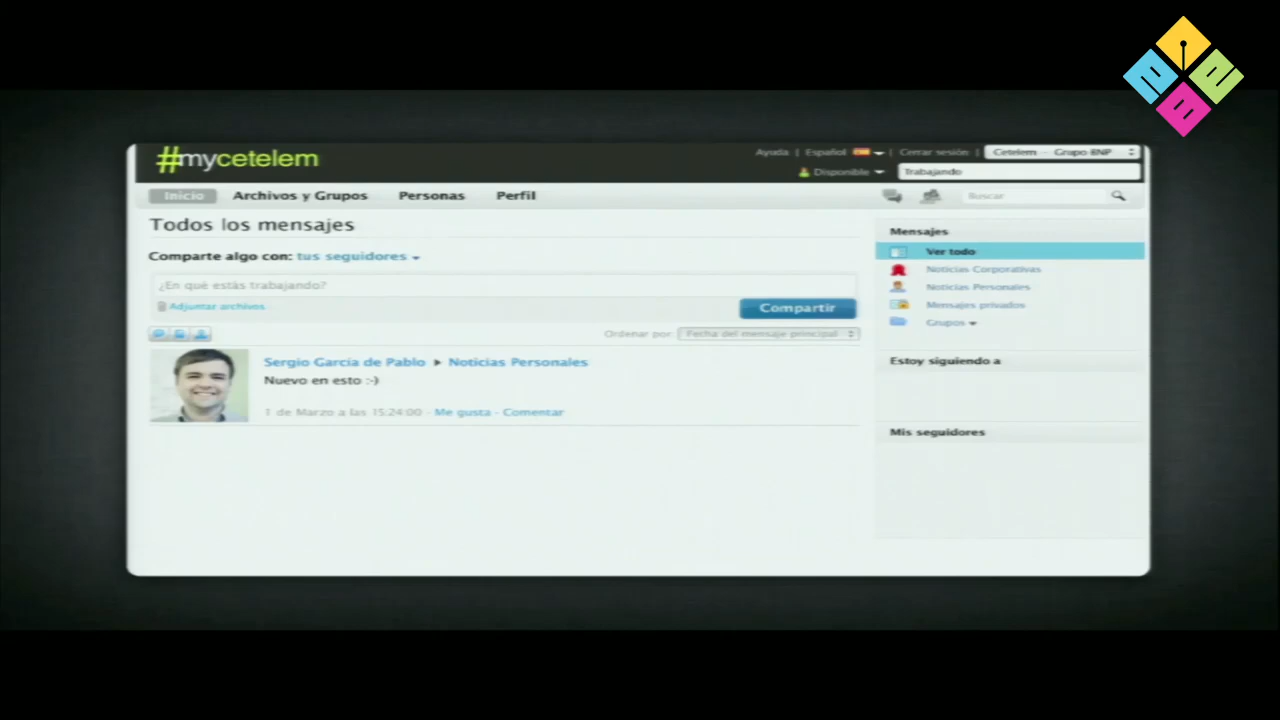 #mycetelem
Ayuda | Español | Cerrar sesión | Cetelem - Grupo BNP
Disponible Trabajando
Inicio Archivos y Grupos Personas Perfil Buscar
Todos los mensajes
Comparte algo con: tus seguidores
¿En qué estás trabajando?
Adjuntar archivos
Compartir
Ordenar por: Fecha del mensaje principal
Sergio García de Pablo ▸ Noticias Personales
Nuevo en esto :-)
1 de Marzo a las 15:24:00 · Me gusta · Comentar
Mensajes
Ver todo
Noticias Corporativas
Noticias Personales
Mensajes privados
Grupos
Estoy siguiendo a
Mis seguidores